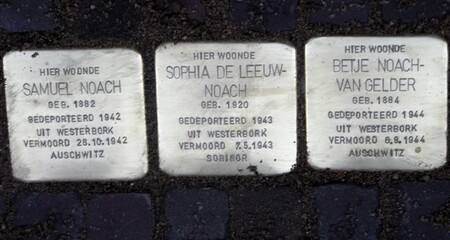 HIER WOONDE
SAMUEL NOACH
GEB. 1882
GEDEPORTEERD 1942
UIT WESTERBORK
VERMOORD 26.10.1942
AUSCHWITZ
HIER WOONDE
SOPHIA DE LEEUW-
NOACH
GEB. 1920
GEDEPORTEERD 1943
UIT WESTERBORK
VERMOORD 7.5.1943
SOBIBOR
HIER WOONDE
BETJE NOACH-
VAN GELDER
GEB. 1884
GEDEPORTEERD 1944
UIT WESTERBORK
VERMOORD 6.9.1944
AUSCHWITZ